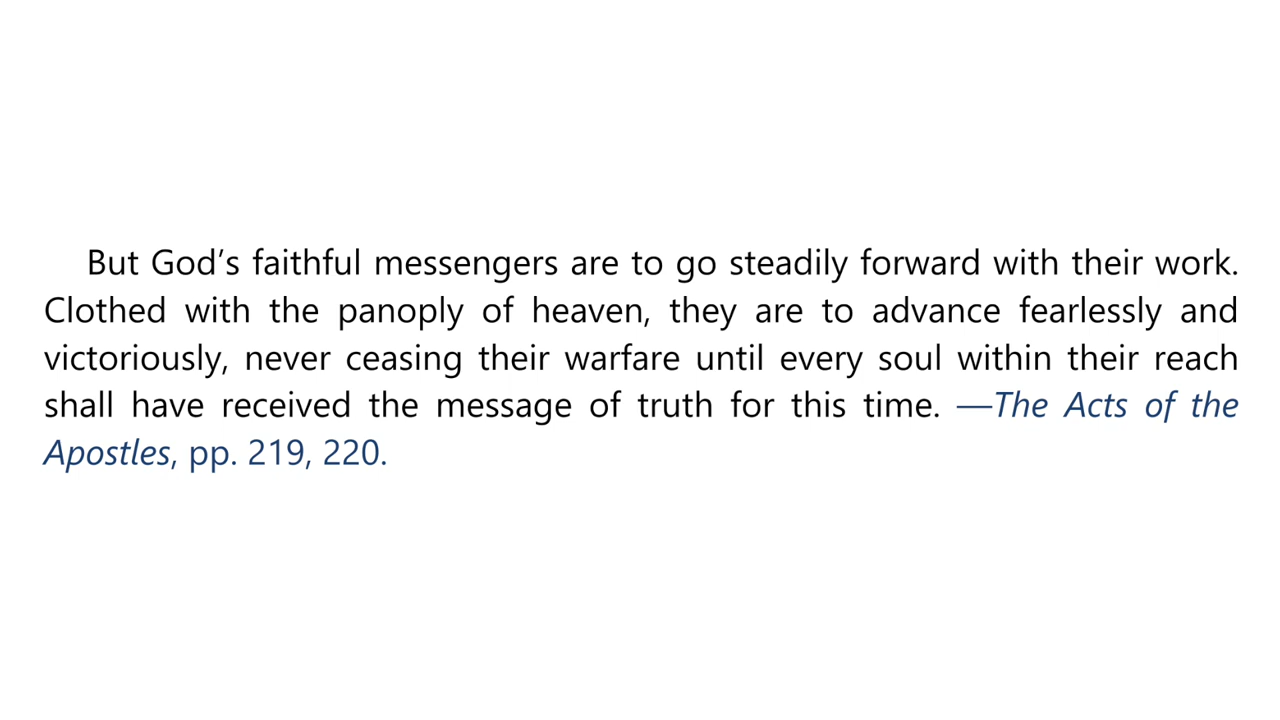 But God’s faithful messengers are to go steadily forward with their work.
Clothed with the panoply of heaven, they are to advance fearlessly and
victoriously, never ceasing their warfare until every soul within their reach
shall have received the message of truth for this time. —The Acts of the
Apostles, pp. 219, 220.